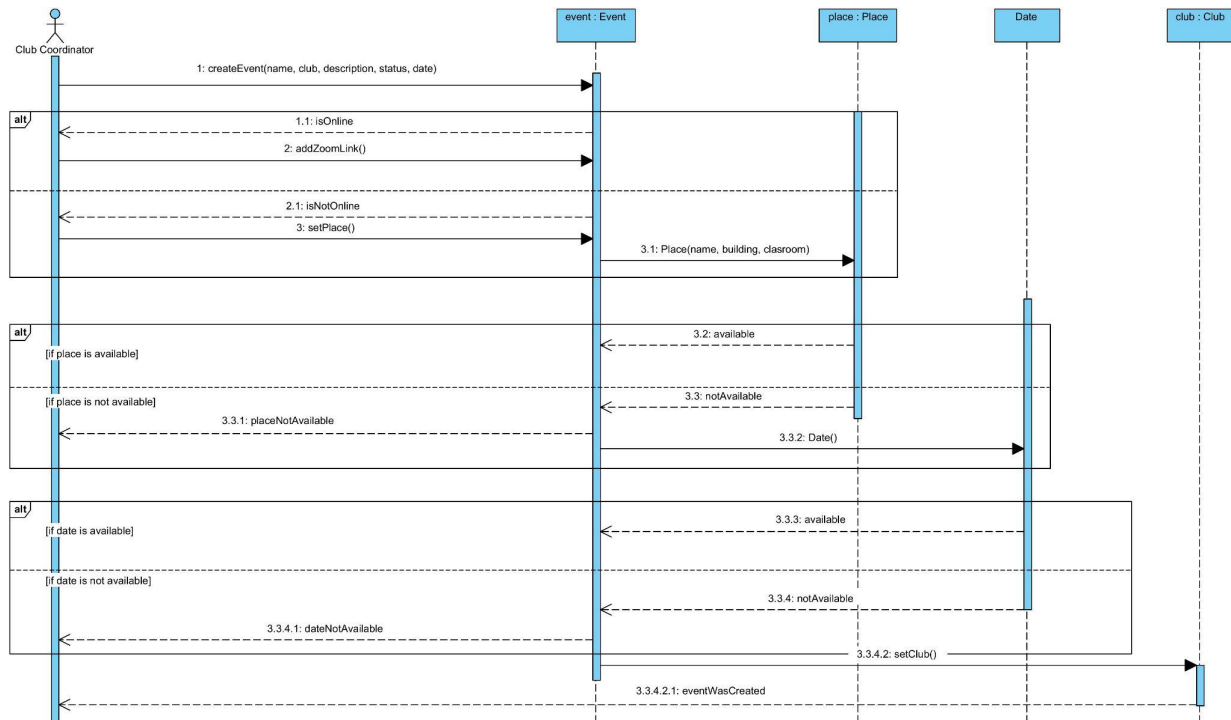 event : Event
place : Place
Date
club : Club
Club Coordinator
1: createEvent(name, club, description, status, date)
alt
1.1: isOnline
2: addZoomLink()
2.1: isNotOnline
3: setPlace()
3.1: Place(name, building, clasroom)
alt
3.2: available
[if place is available]
[if place is not available]
3.3: notAvailable
3.3.1: placeNotAvailable
3.3.2: Date()
alt
3.3.3: available
[if date is available]
[if date is not available]
3.3.4: notAvailable
3.3.4.1: dateNotAvailable
3.3.4.2: setClub()
3.3.4.2.1: eventWasCreated